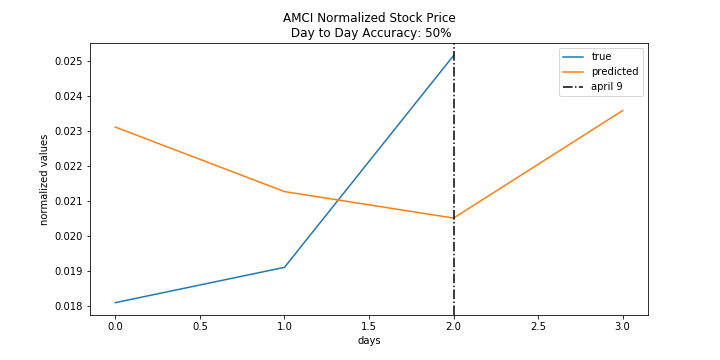 AMCI Normalized Stock Price
Day to Day Accuracy: 50%
true
predicted
april 9
normalized values
0.025
0.024
0.023
0.022
0.021
0.020
0.019
0.018
0.0
0.5
1.0
1.5
2.0
2.5
3.0
days